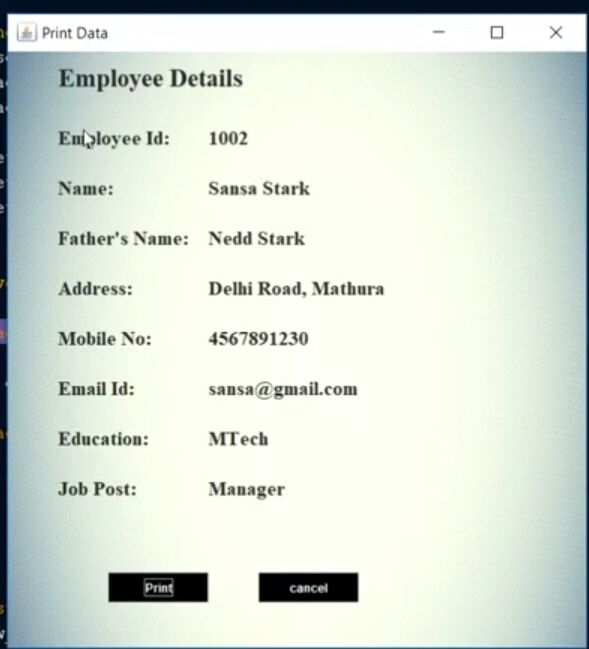 Print Data
Employee Details
Employee Id: 1002
Name: Sansa Stark
Father's Name: Nedd Stark
Address: Delhi Road, Mathura
Mobile No: 4567891230
Email Id: sansa@gmail.com
Education: MTech
Job Post: Manager
Print cancel